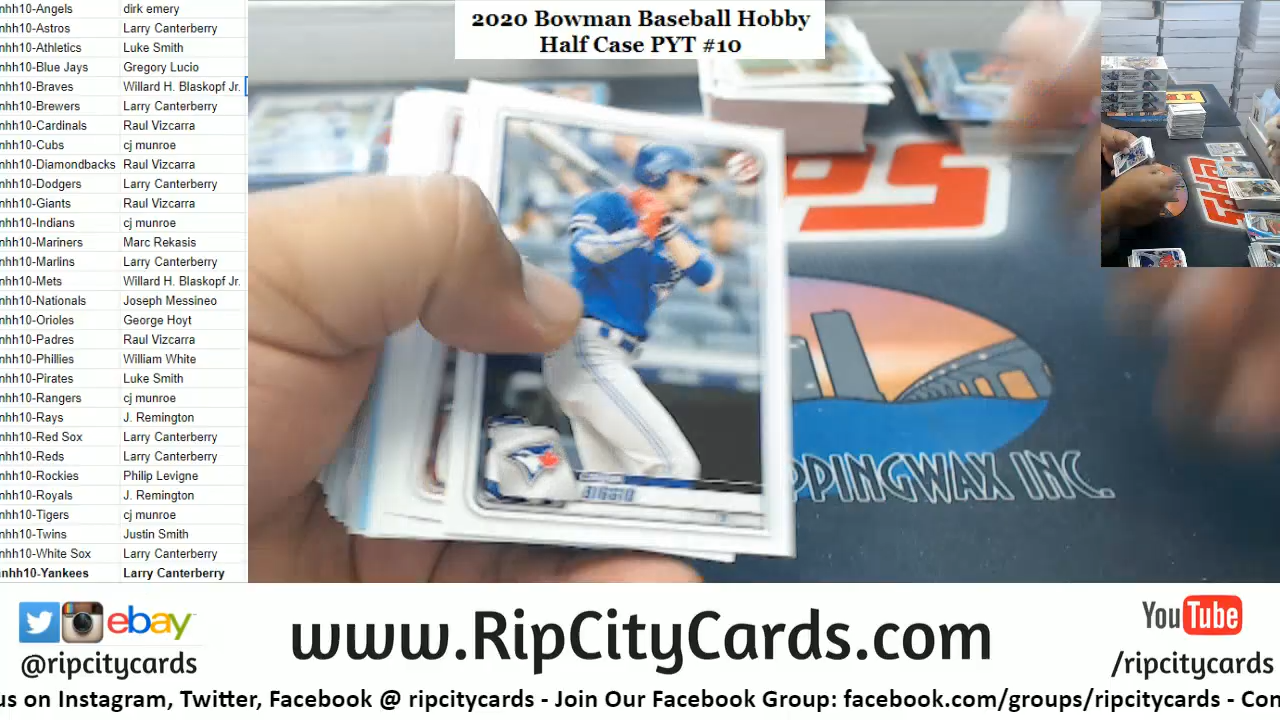 2020 Bowman Baseball Hobby
Half Case PYT #10
nhh10-Angels dirk emery
nhh10-Astros Larry Canterberry
nhh10-Athletics Luke Smith
nhh10-Blue Jays Gregory Lucio
nhh10-Braves Willard H. Blaskopf Jr.
nhh10-Brewers Larry Canterberry
nhh10-Cardinals Raul Vizcarra
nhh10-Cubs cj munroe
nhh10-Diamondbacks Raul Vizcarra
nhh10-Dodgers Larry Canterberry
nhh10-Giants Raul Vizcarra
nhh10-Indians cj munroe
nhh10-Mariners Marc Rekasis
nhh10-Marlins Larry Canterberry
nhh10-Mets Willard H. Blaskopf Jr.
nhh10-Nationals Joseph Messineo
nhh10-Orioles George Hoyt
nhh10-Padres Raul Vizcarra
nhh10-Phillies William White
nhh10-Pirates Luke Smith
nhh10-Rangers cj munroe
nhh10-Rays J. Remington
nhh10-Red Sox Larry Canterberry
nhh10-Reds Larry Canterberry
nhh10-Rockies Philip Levigne
nhh10-Royals J. Remington
nhh10-Tigers cj munroe
nhh10-Twins Justin Smith
nhh10-White Sox Larry Canterberry
nhh10-Yankees Larry Canterberry
BIGGIO
PPINGWAX INC.
ebay
@ripcitycards
www.RipCityCards.com
YouTube
/ripcitycards
us on Instagram, Twitter, Facebook @ ripcitycards - Join Our Facebook Group: facebook.com/groups/ripcitycards - Con